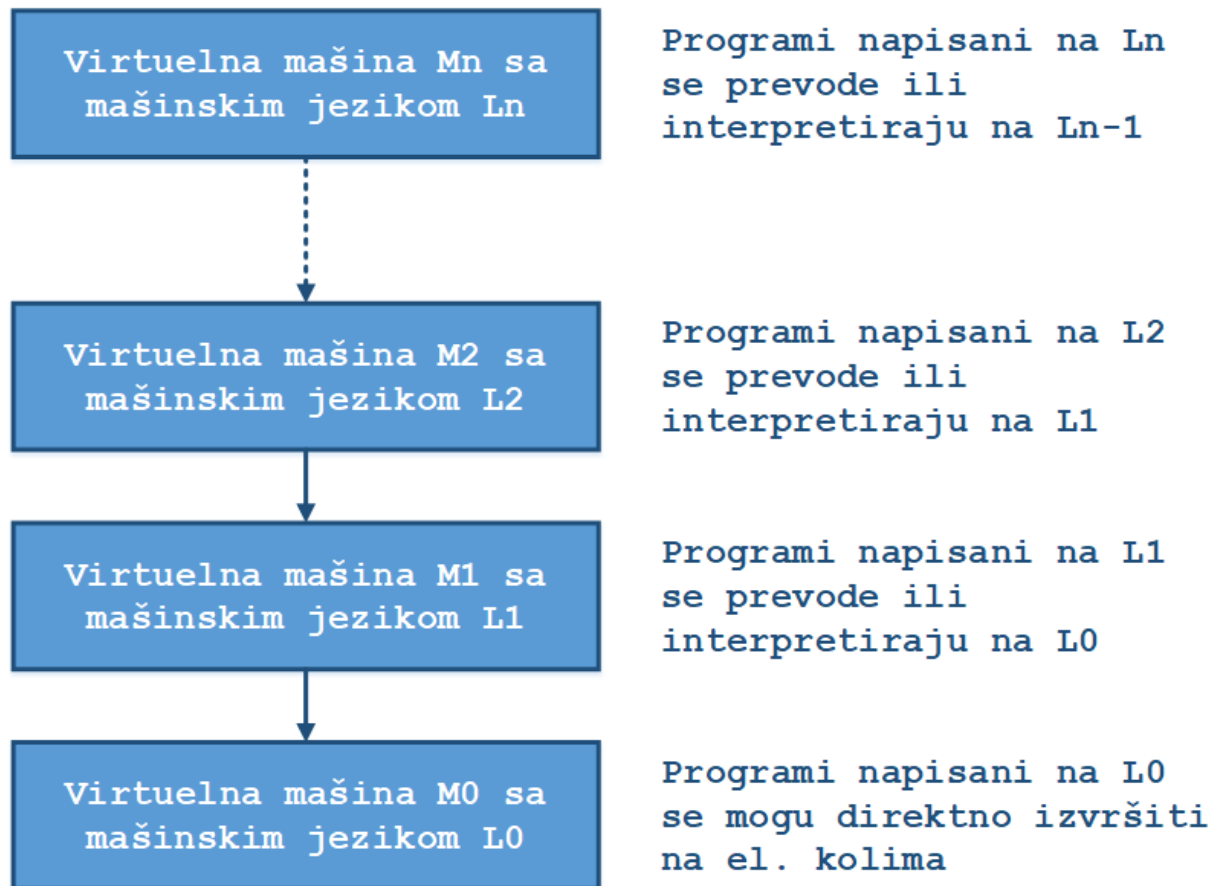 Virtuelna mašina Mn sa
mašinskim jezikom Ln
Programi napisani na Ln
se prevode ili
interpretiraju na Ln-1
Virtuelna mašina M2 sa
mašinskim jezikom L2
Programi napisani na L2
se prevode ili
interpretiraju na L1
Virtuelna mašina M1 sa
mašinskim jezikom L1
Programi napisani na L1
se prevode ili
interpretiraju na L0
Virtuelna mašina M0 sa
mašinskim jezikom L0
Programi napisani na L0
se mogu direktno izvršiti
na el. kolima